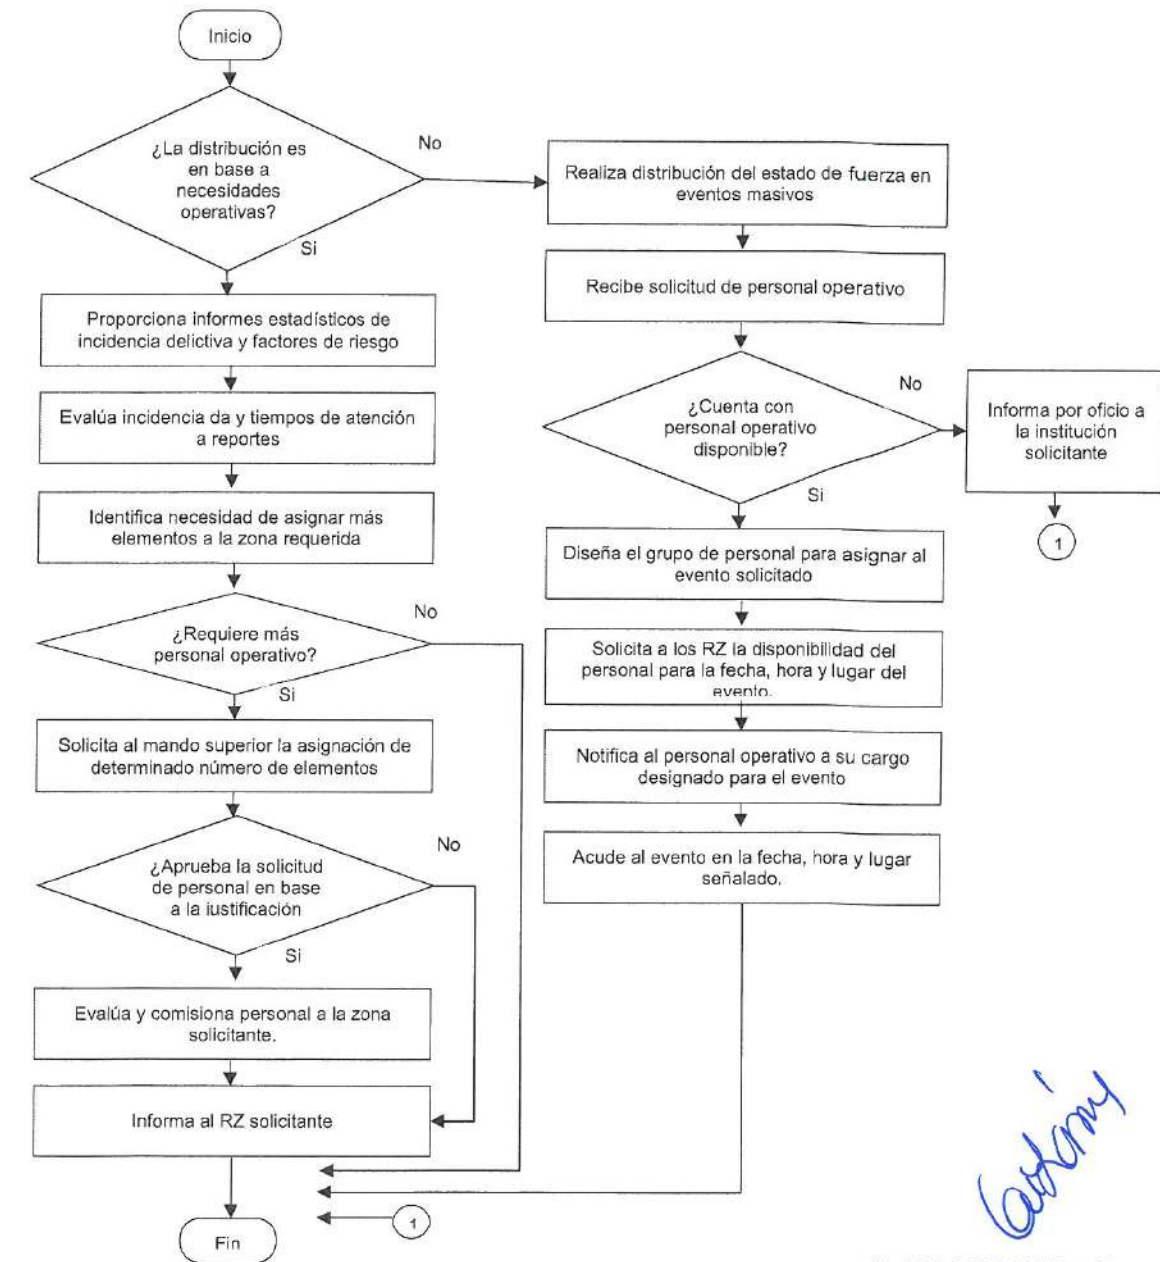 Inicio
¿La distribución es
en base a
necesidades
operativas?
No
Si
Realiza distribución del estado de fuerza en
eventos masivos
Recibe solicitud de personal operativo
Proporciona informes estadísticos de
incidencia delictiva y factores de riesgo
Evalúa incidencia da y tiempos de atención
a reportes
Identifica necesidad de asignar más
elementos a la zona requerida
¿Requiere más
personal operativo?
No
Si
Solicita al mando superior la asignación de
determinado número de elementos
¿Aprueba la solicitud
de personal en base
a la iustificación
No
Si
Evalúa y comisiona personal a la zona
solicitante.
Informa al RZ solicitante
¿Cuenta con
personal operativo
disponible?
No
Si
Informa por oficio a
la institución
solicitante
1
Diseña el grupo de personal para asignar al
evento solicitado
Solicita a los RZ la disponibilidad del
personal para la fecha, hora y lugar del
evento.
Notifica al personal operativo a su cargo
designado para el evento
Acude al evento en la fecha, hora y lugar
señalado.
1
Fin